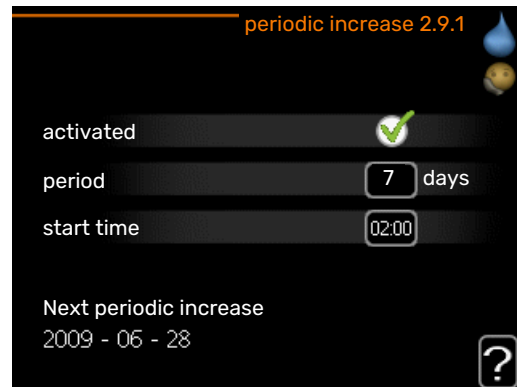 periodic increase 2.9.1
activated
period 7 days
start time 02:00
Next periodic increase
2009 - 06 - 28
?